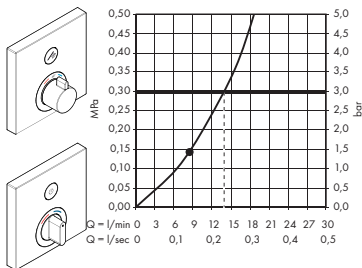 0,50 5,0
0,45 4,5
0,40 4,0
0,35 3,5
0,30 3,0
0,25 2,5
0,20 2,0
0,15 1,5
0,10 1,0
0,05 0,5
0,00 0,0
MPa
bar
Q = l/min 0 3 6 9 12 15 18 21 24 27 30
Q = l/sec 0 0,1 0,2 0,3 0,4 0,5